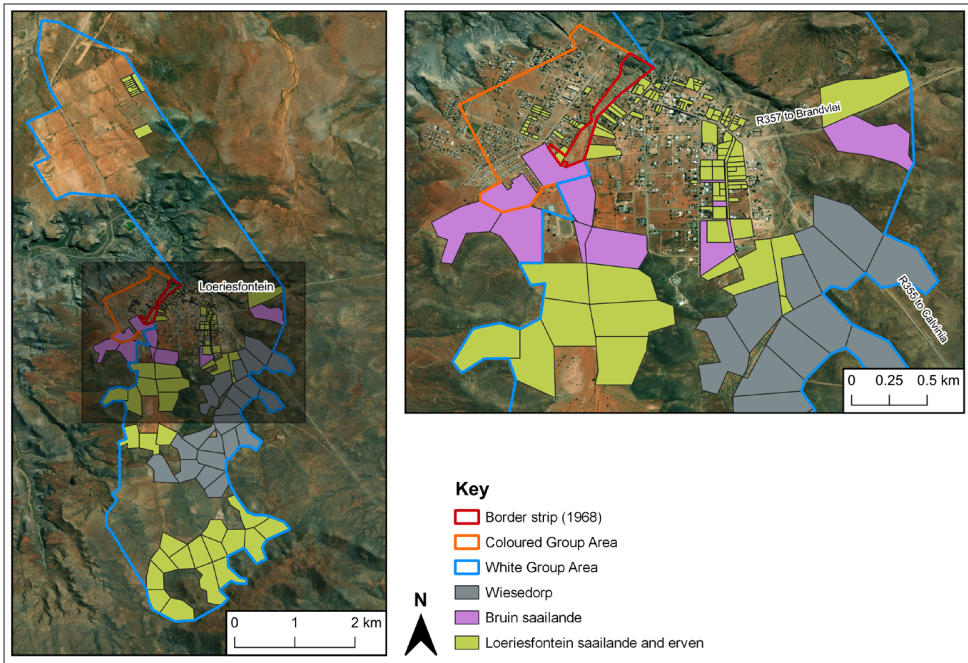 Loeriesfontein
0 1 2 km
R357 to Brandvlei
R355 to Calvinia
0 0.25 0.5 km
N
Key
Border strip (1968)
Coloured Group Area
White Group Area
Wiesedorp
Bruin saailande
Loeriesfontein saailande and erven